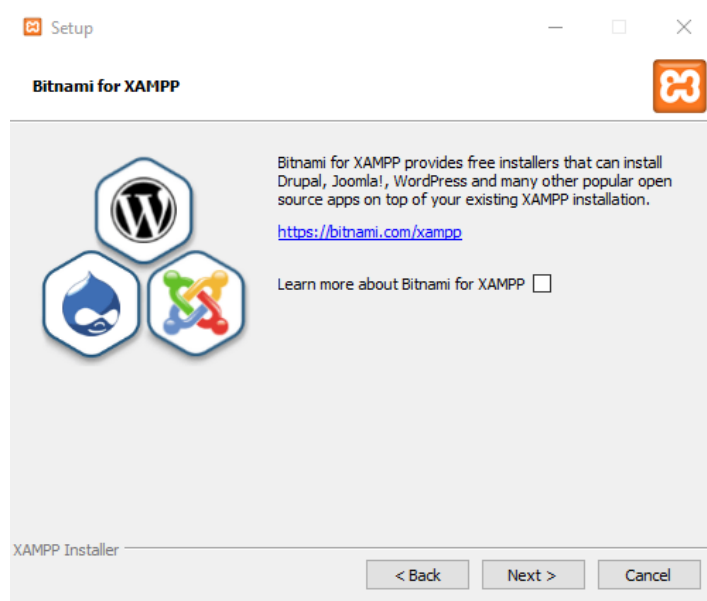 Setup
Bitnami for XAMPP
Bitnami for XAMPP provides free installers that can install
Drupal, Joomla!, WordPress and many other popular open
source apps on top of your existing XAMPP installation.
https://bitnami.com/xampp
Learn more about Bitnami for XAMPP
XAMPP Installer
< Back Next > Cancel